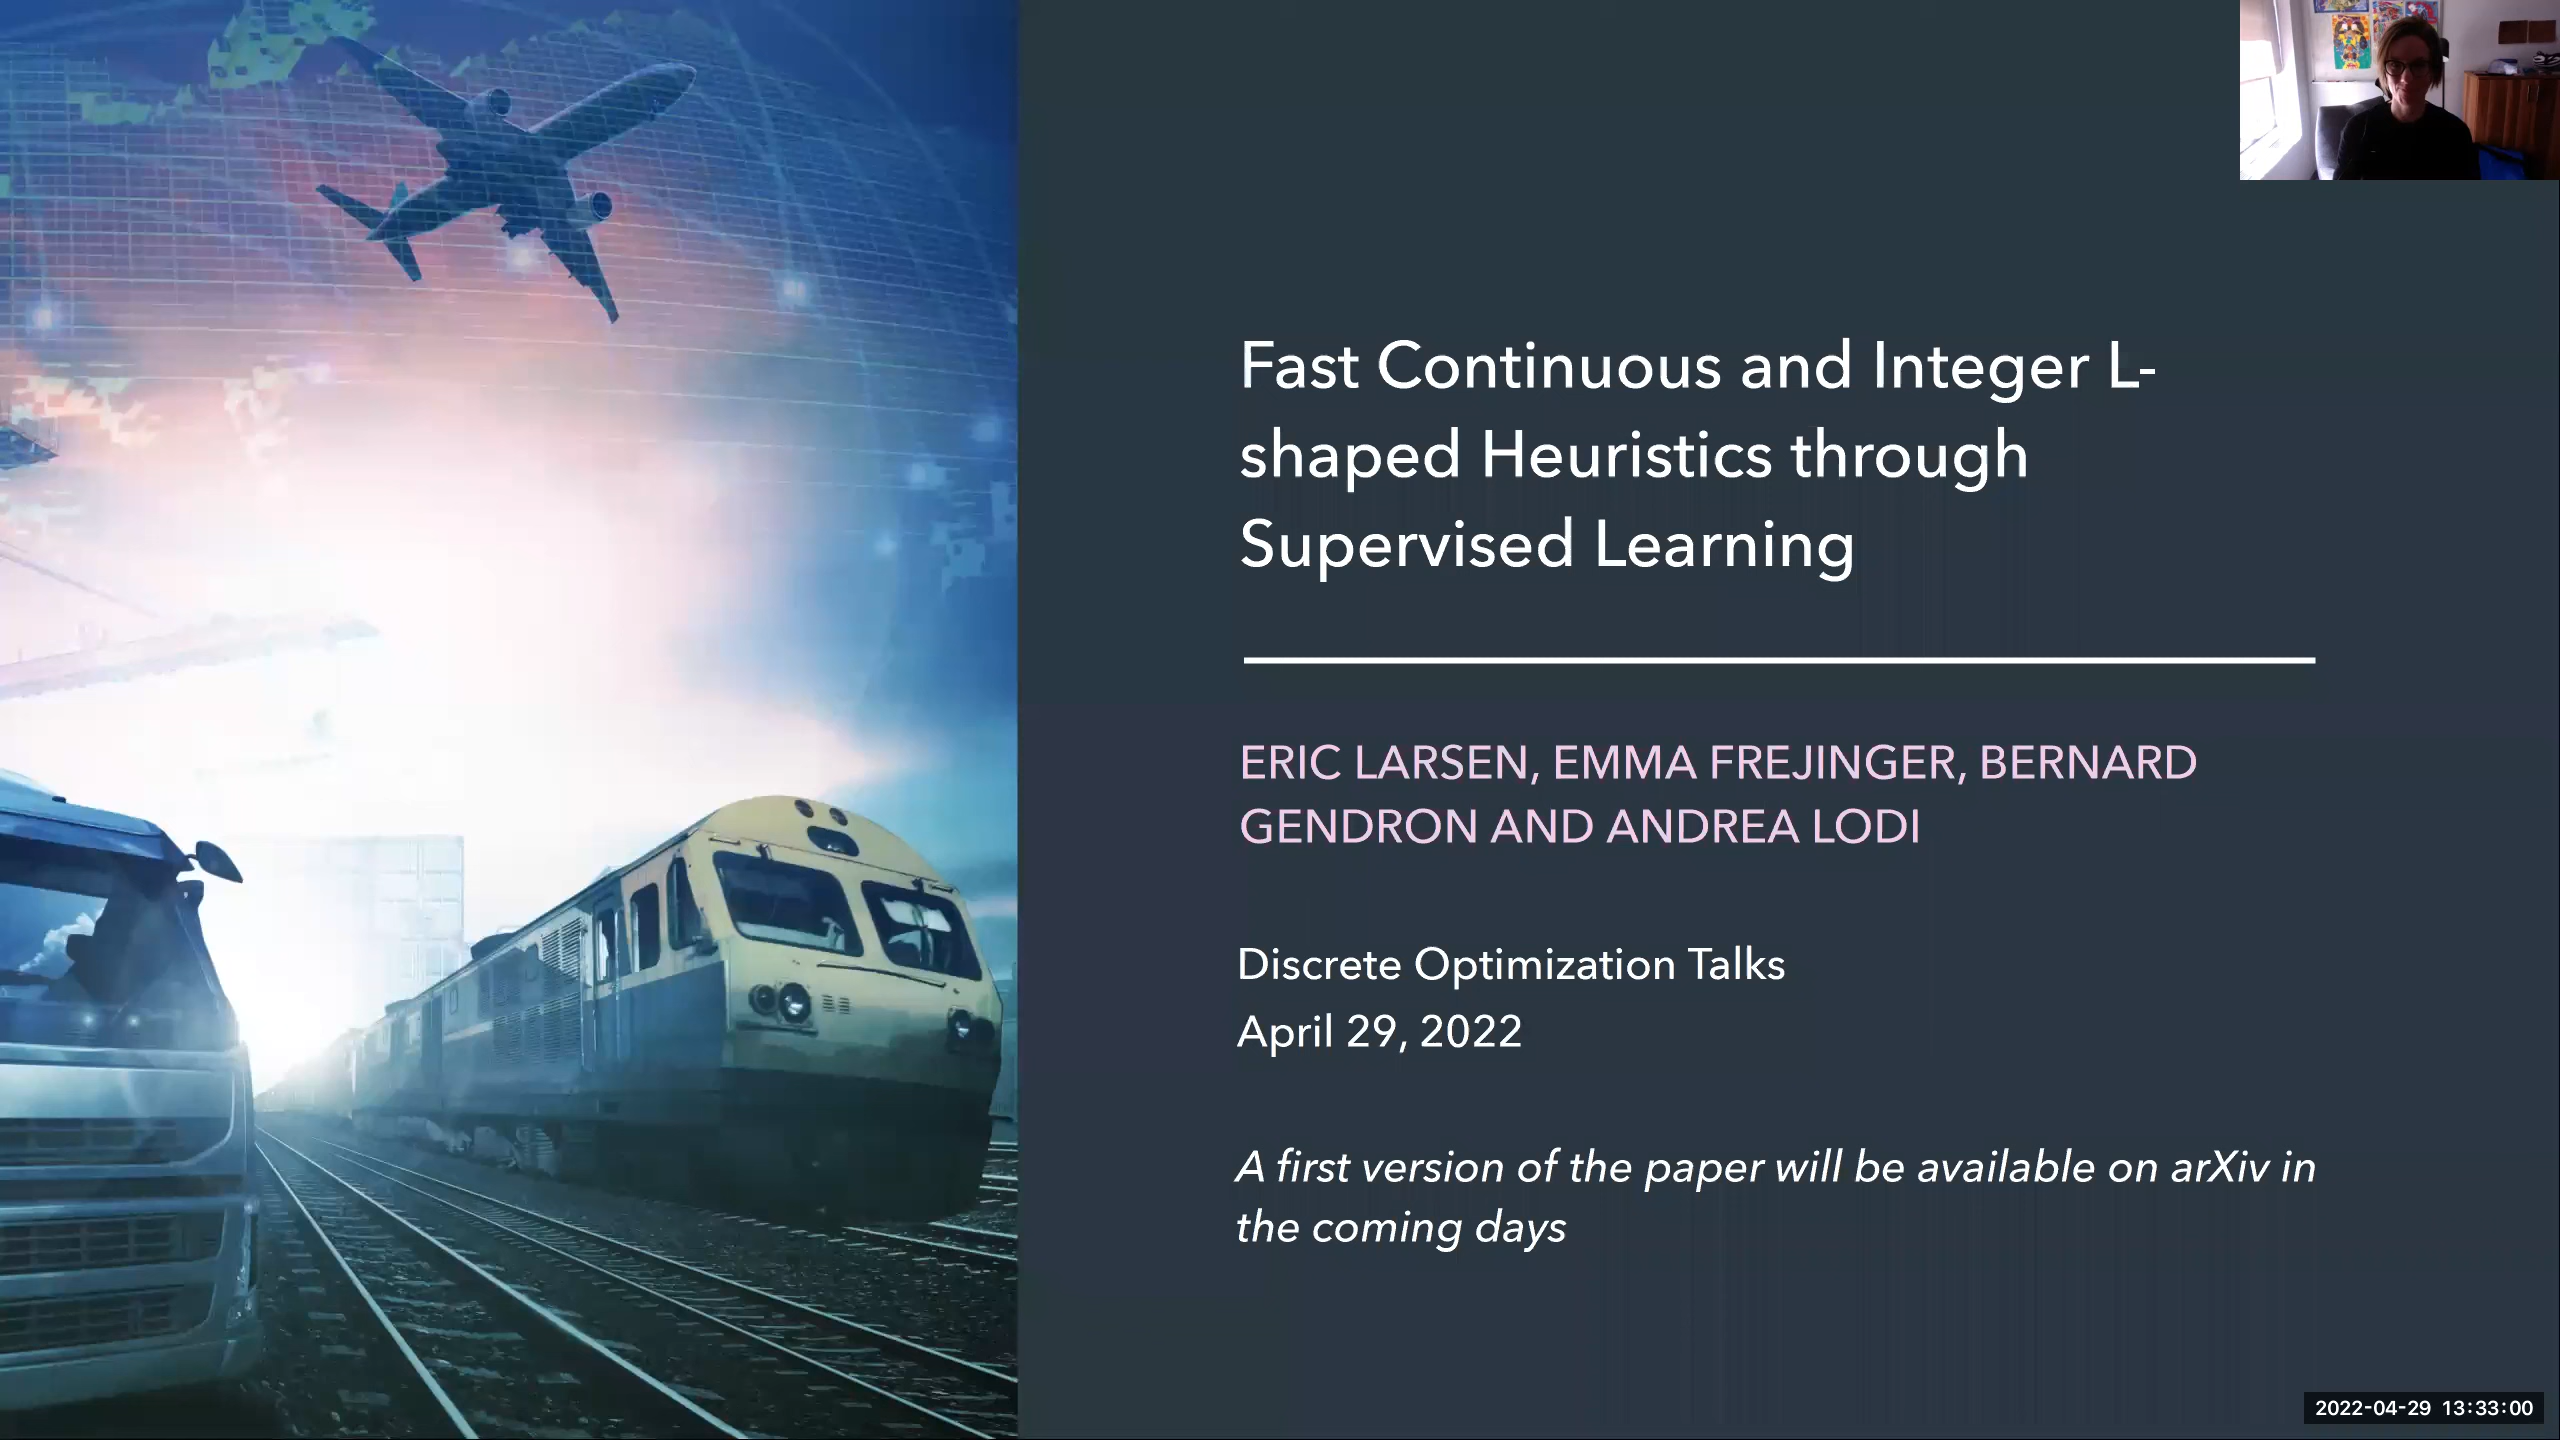 Fast Continuous and Integer L-
shaped Heuristics through
Supervised Learning
ERIC LARSEN, EMMA FREJINGER, BERNARD
GENDRON AND ANDREA LODI
Discrete Optimization Talks
April 29, 2022
A first version of the paper will be available on arXiv in
the coming days
2022-04-29 13:33:00